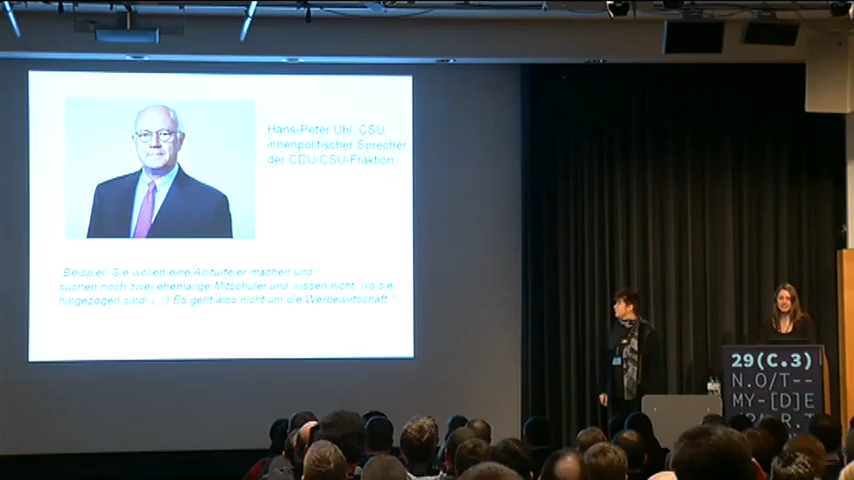 Hans-Peter Uhl, CSU
innenpolitischer Sprecher
der CDU/CSU-Fraktion
Beispiel: Sie wollen eine Abiturfeier machen und
suchen noch zwei ehemalige Mitschüler und wissen nicht, wo sie
hingezogen sind. (...) Es geht also nicht um die Werbewirtschaft."
29(C.3)
N.O/T--
MY-[D]E